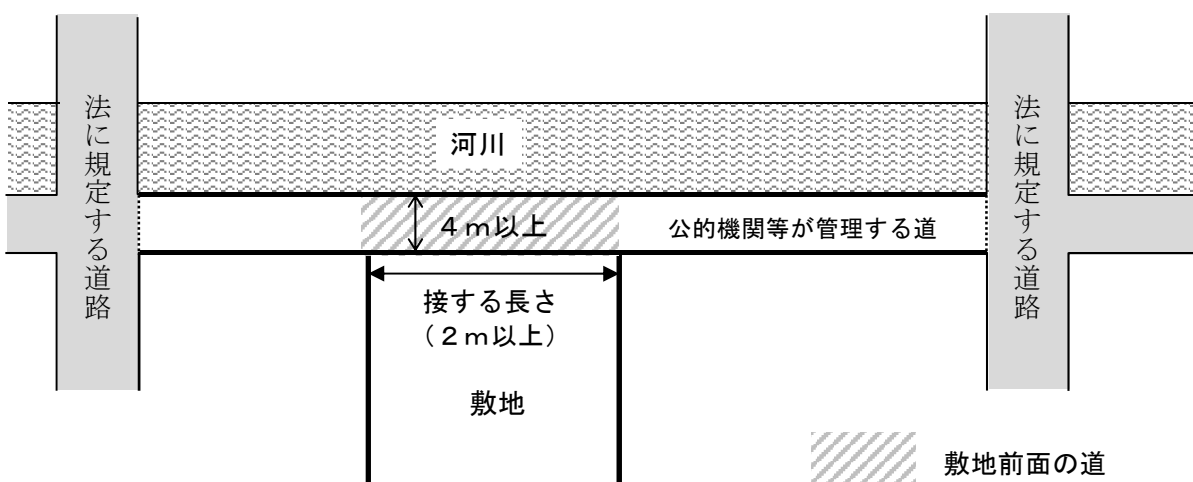 法に規定する道路
河川
法に規定する道路
4m以上
公的機関等が管理する道
接する長さ
(2m以上)
敷地
敷地前面の道